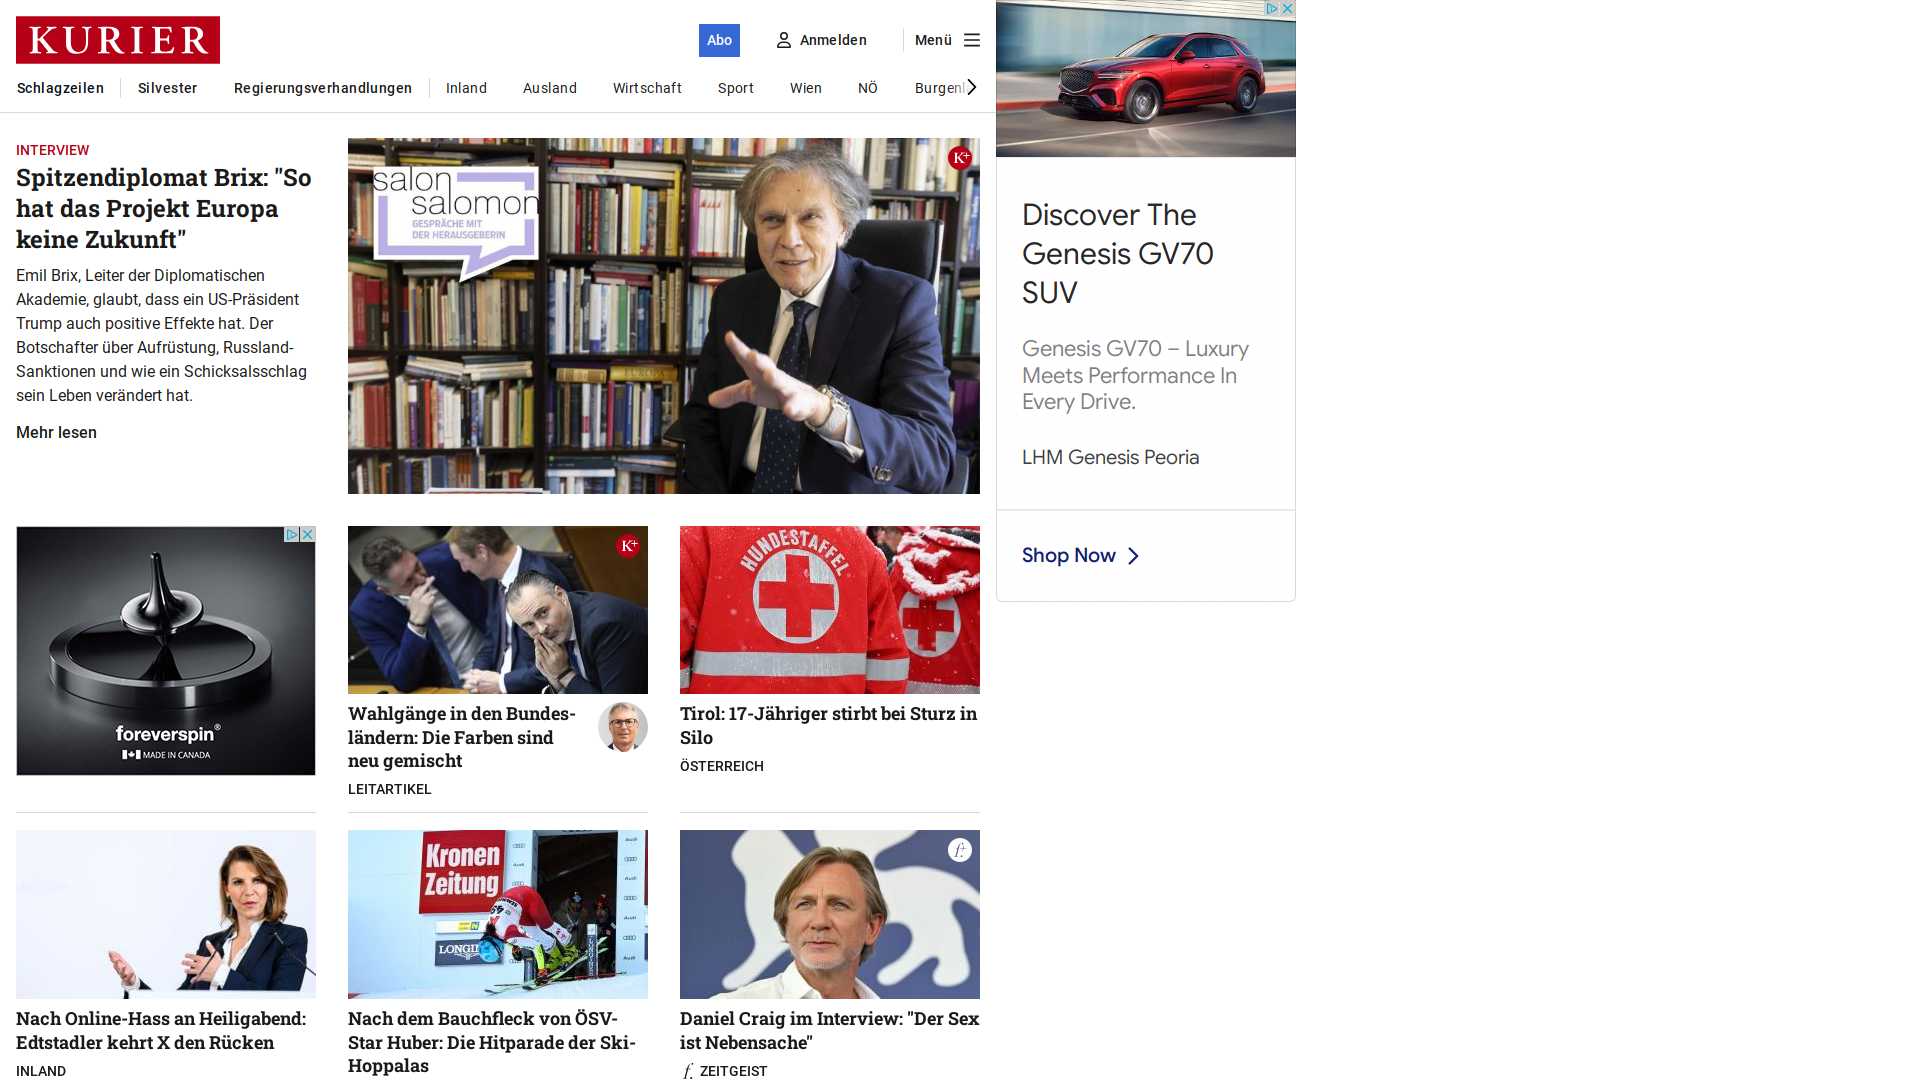 KURIER
Abo
Anmelden
Menü
Schlagzeilen
Silvester
Regierungsverhandlungen
Inland
Ausland
Wirtschaft
Sport
Wien
NÖ
Burgenl
INTERVIEW
Spitzendiplomat Brix: "So
hat das Projekt Europa
keine Zukunft"
Emil Brix, Leiter der Diplomatischen
Akademie, glaubt, dass ein US-Präsident
Trump auch positive Effekte hat. Der
Botschafter über Aufrüstung, Russland-
Sanktionen und wie ein Schicksalsschlag
sein Leben verändert hat.
Mehr lesen
salon
salomon
GESPRÄCHE MIT
DER HERAUSGEBERIN
K+
EUROPA
Discover The
Genesis GV70
SUV
Genesis GV70 – Luxury
Meets Performance In
Every Drive.
LHM Genesis Peoria
Shop Now
foreverspin®
MADE IN CANADA
K+
Wahlgänge in den Bundes-
ländern: Die Farben sind
neu gemischt
LEITARTIKEL
HUNDESTAFFEL
Tirol: 17-Jähriger stirbt bei Sturz in
Silo
ÖSTERREICH
Nach Online-Hass an Heiligabend:
Edtstadler kehrt X den Rücken
INLAND
Kronen
Zeitung
LONGINES
Audi
Nach dem Bauchfleck von ÖSV-
Star Huber: Die Hitparade der Ski-
Hoppalas
f+
Daniel Craig im Interview: "Der Sex
ist Nebensache"
f. ZEITGEIST